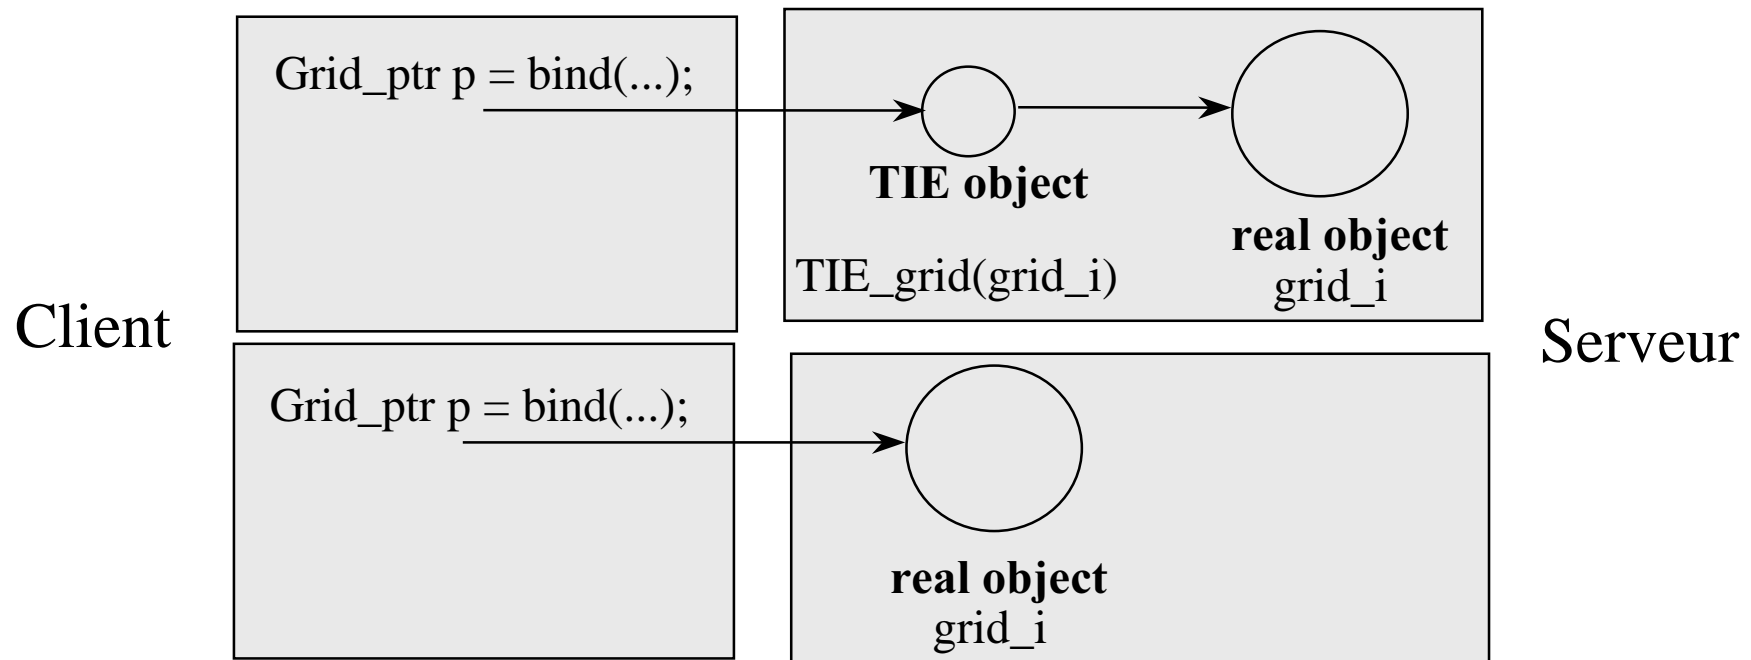 Grid_ptr p = bind(...);
TIE object
real object
TIE_grid(grid_i)
grid_i
Client
Serveur
Grid_ptr p = bind(...);
real object
grid_i